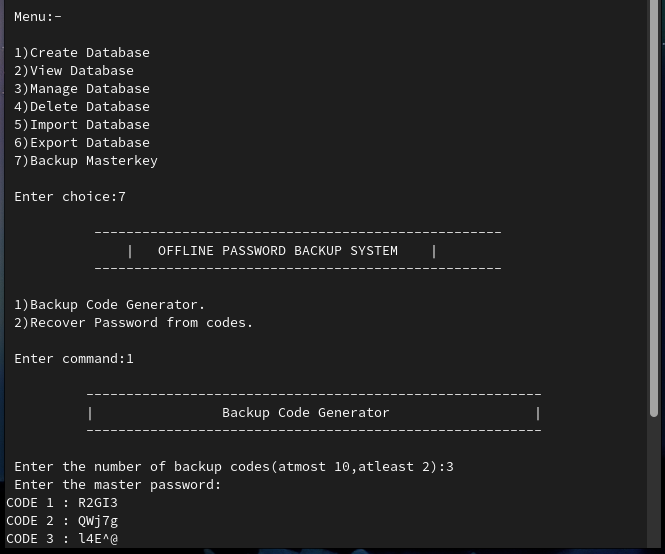 Menu:-
1)Create Database
2)View Database
3)Manage Database
4)Delete Database
5)Import Database
6)Export Database
7)Backup Masterkey
Enter choice:7
---------------------------------------------------
|   OFFLINE PASSWORD BACKUP SYSTEM    |
---------------------------------------------------
1)Backup Code Generator.
2)Recover Password from codes.
Enter command:1
---------------------------------------------------------
|                Backup Code Generator                  |
---------------------------------------------------------
Enter the number of backup codes(atmost 10,atleast 2):3
Enter the master password:
CODE 1 : R2GI3
CODE 2 : QWj7g
CODE 3 : l4E^@